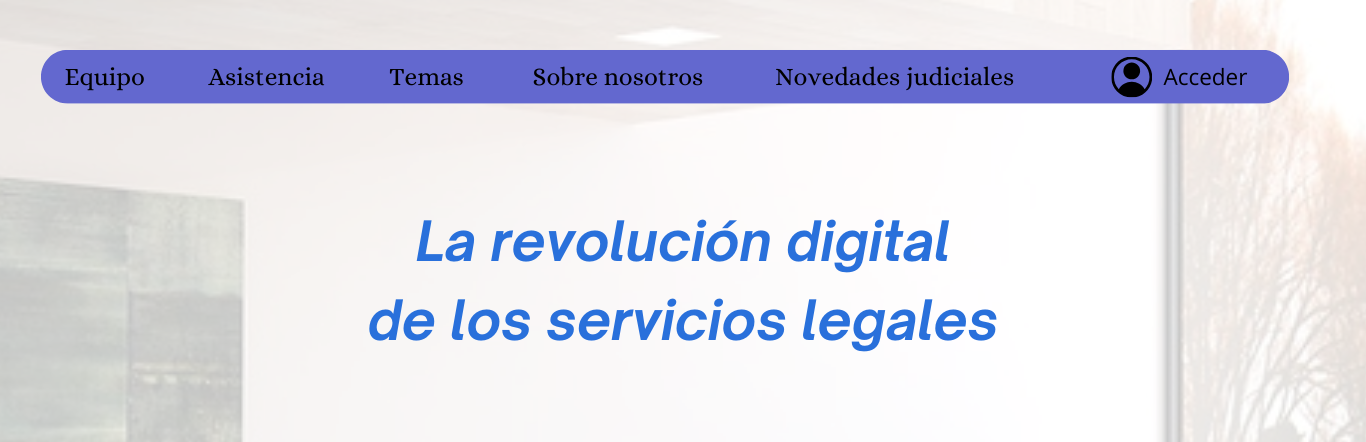 Equipo Asistencia Temas Sobre nosotros Novedades judiciales Acceder
La revolución digital
de los servicios legales